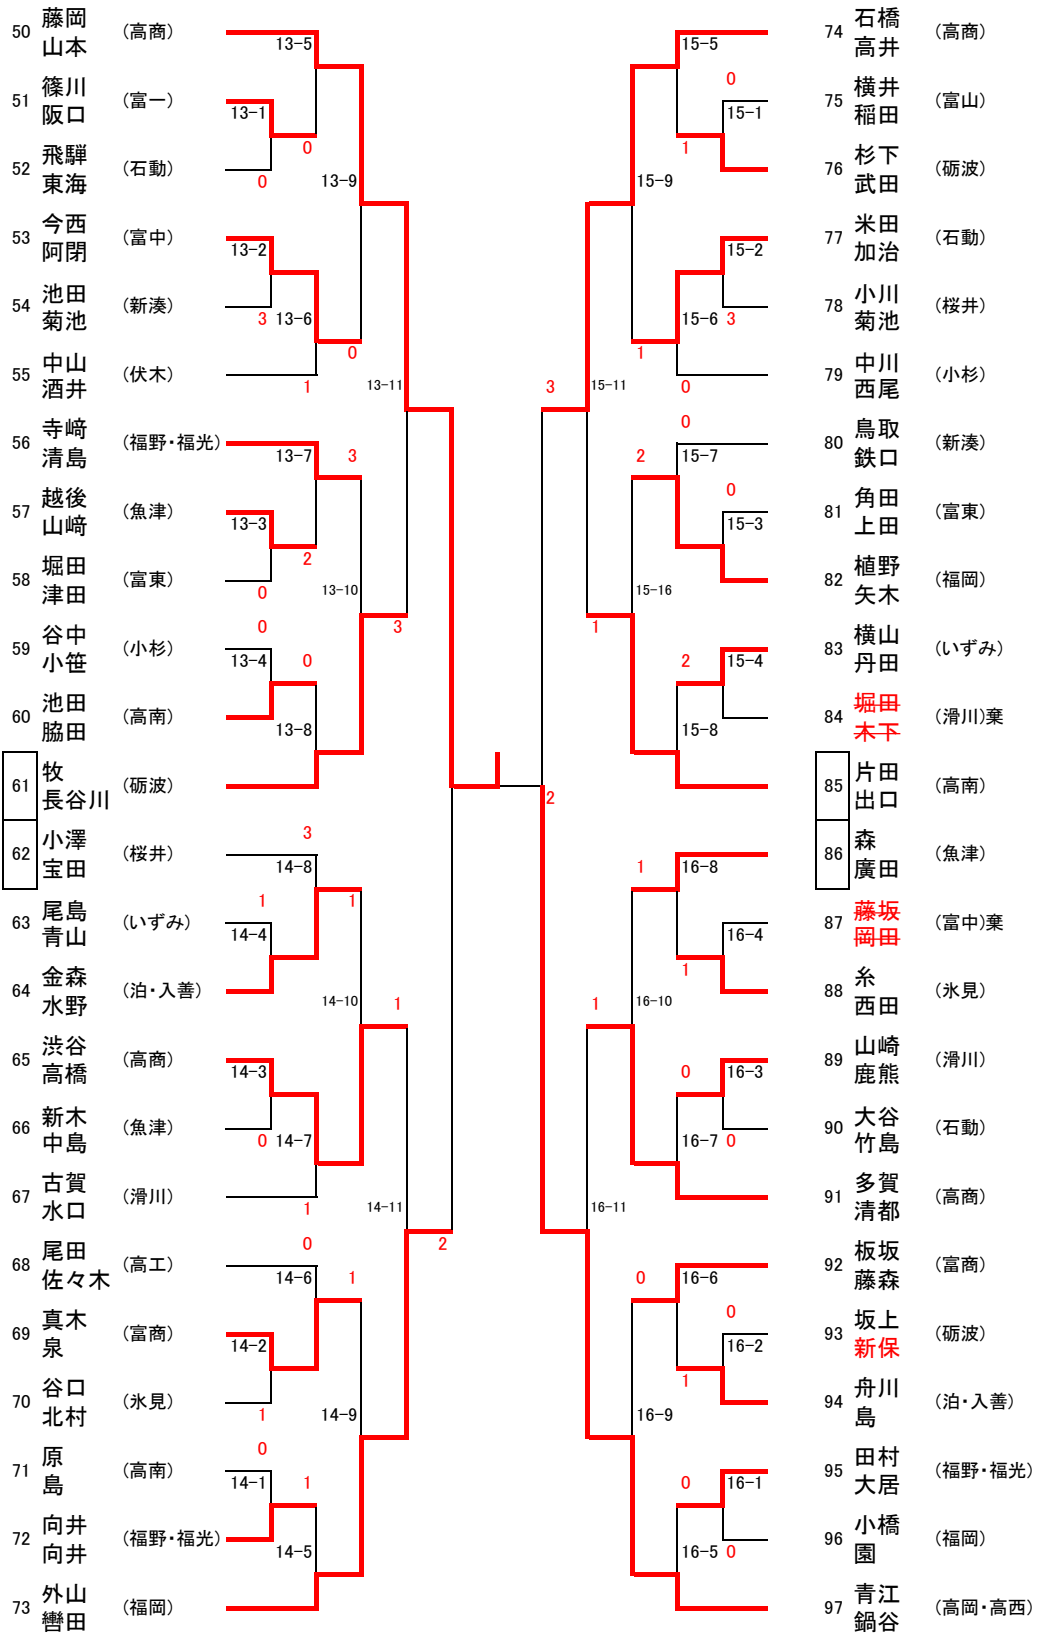 50 藤岡 山本 (高商)
51 篠川 阪口 (富一)
52 飛騨 東海 (石動)
53 今西 阿閉 (富中)
54 池田 菊池 (新湊)
55 中山 酒井 (伏木)
56 寺﨑 清島 (福野・福光)
57 越後 山﨑 (魚津)
58 堀田 津田 (富東)
59 谷中 小笹 (小杉)
60 池田 脇田 (高南)
61 牧 長谷川 (砺波)
62 小澤 宝田 (桜井)
63 尾島 青山 (いずみ)
64 金森 水野 (泊・入善)
65 渋谷 高橋 (高商)
66 新木 中島 (魚津)
67 古賀 水口 (滑川)
68 尾田 佐々木 (高工)
69 真木 泉 (富商)
70 谷口 北村 (氷見)
71 原 島 (高南)
72 向井 向井 (福野・福光)
73 外山 轡田 (福岡)
13-5
13-1
0
0
13-9
13-2
3 13-6
0
1
13-11
13-7
3
13-3
2
0
13-10
0
3
13-4
0
13-8
3
14-8
1
1
14-4
14-10
1
14-3
0 14-7
1
14-11
0
2
14-6
1
14-2
1
14-9
0
14-1
1
14-5
74 石橋 高井 (高商)
75 横井 稲田 (富山)
76 杉下 武田 (砺波)
77 米田 加治 (石動)
78 小川 菊池 (桜井)
79 中川 西尾 (小杉)
80 鳥取 鉄口 (新湊)
81 角田 上田 (富東)
82 植野 矢木 (福岡)
83 横山 丹田 (いずみ)
84 堀田 木下 (滑川)棄
85 片田 出口 (高南)
86 森 廣田 (魚津)
87 藤坂 岡田 (富中)棄
88 糸 西田 (氷見)
89 山崎 鹿熊 (滑川)
90 大谷 竹島 (石動)
91 多賀 清都 (高商)
92 板坂 藤森 (富商)
93 坂上 新保 (砺波)
94 舟川 島 (泊・入善)
95 田村 大居 (福野・福光)
96 小橋 園 (福岡)
97 青江 鍋谷 (高岡・高西)
15-5
0
15-1
1
15-9
15-2
15-6 3
1
3
15-11
0
0
15-7
2
0
15-3
15-16
1
2
15-4
15-8
2
16-8
1
16-4
1
16-10
1
0
16-3
16-7 0
16-11
0
16-6
0
16-2
1
16-9
0
16-1
16-5 0